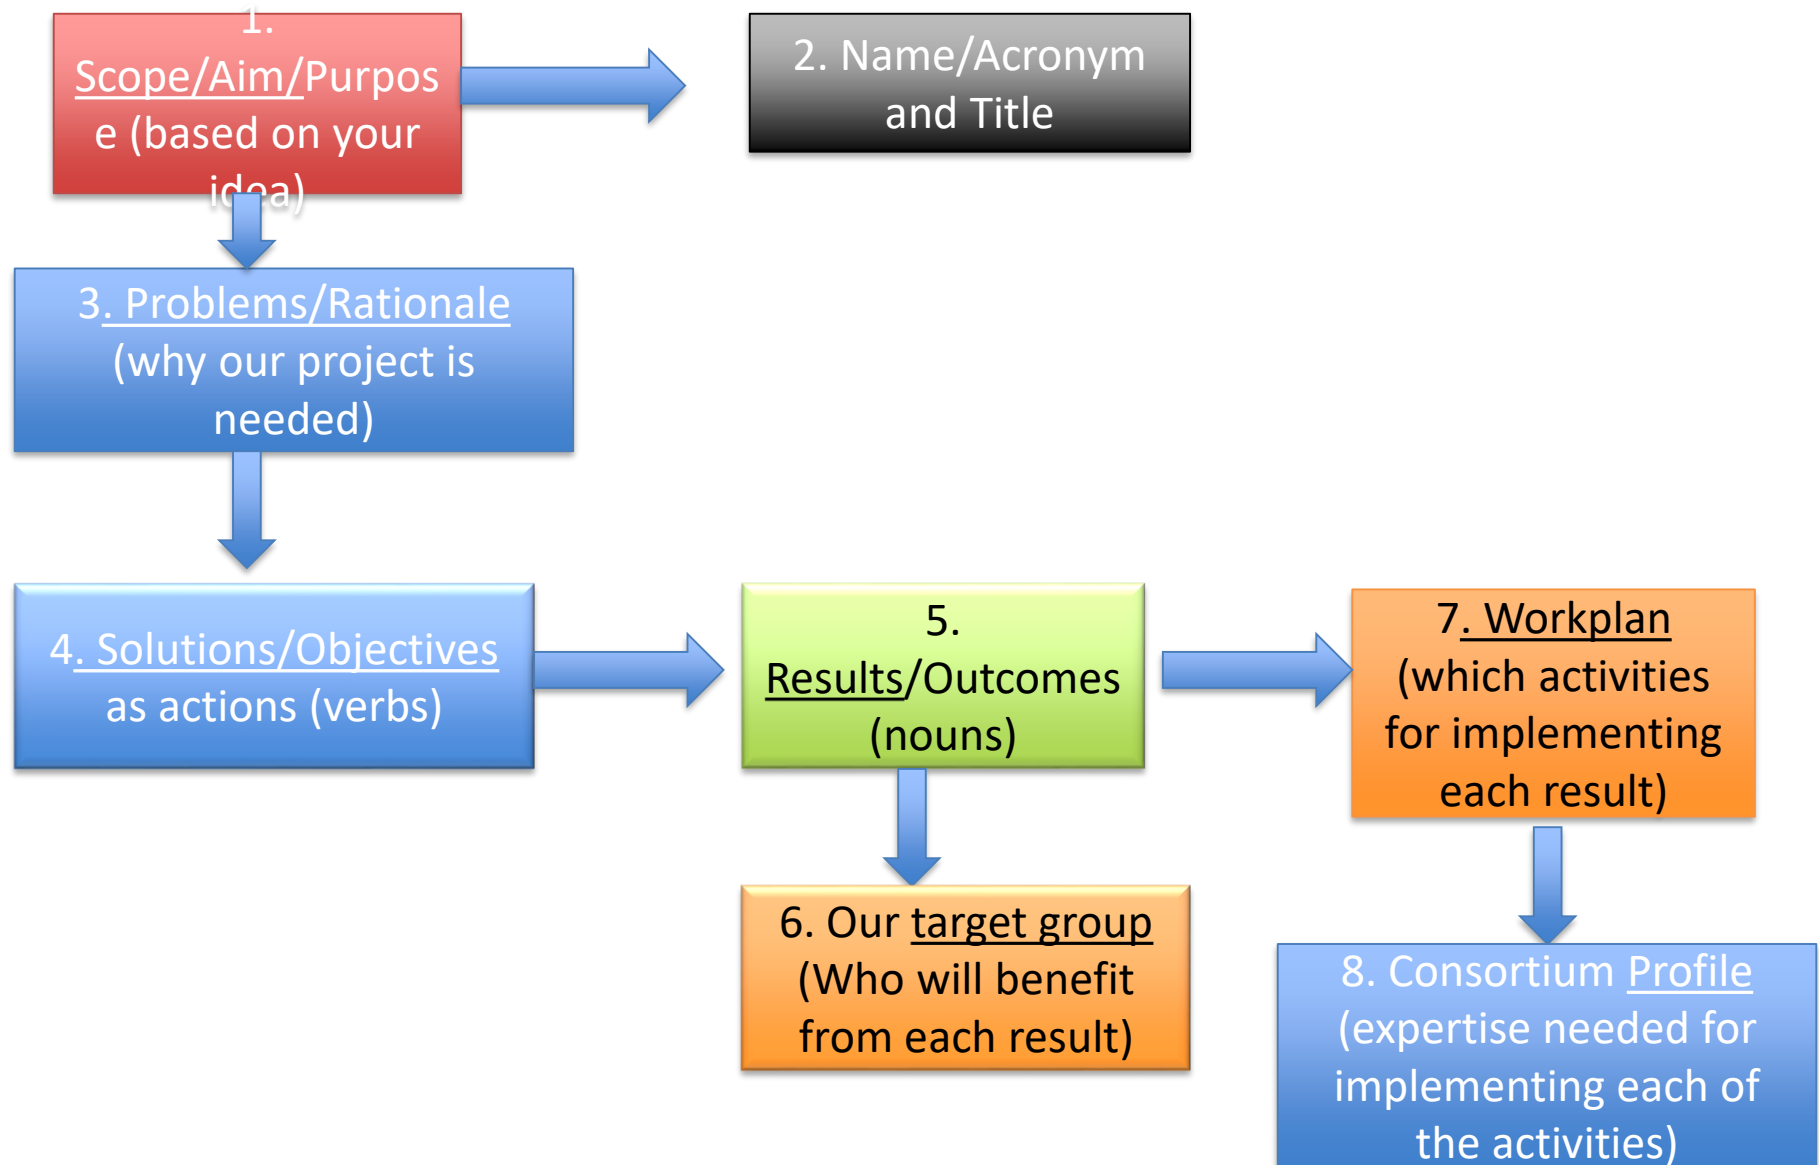 1.
Scope/Aim/Purpos
e (based on your
idea)
2. Name/Acronym
and Title
3. Problems/Rationale
(why our project is
needed)
4. Solutions/Objectives
as actions (verbs)
5.
Results/Outcomes
(nouns)
6. Our target group
(Who will benefit
from each result)
7. Workplan
(which activities
for implementing
each result)
8. Consortium Profile
(expertise needed for
implementing each of
the activities)